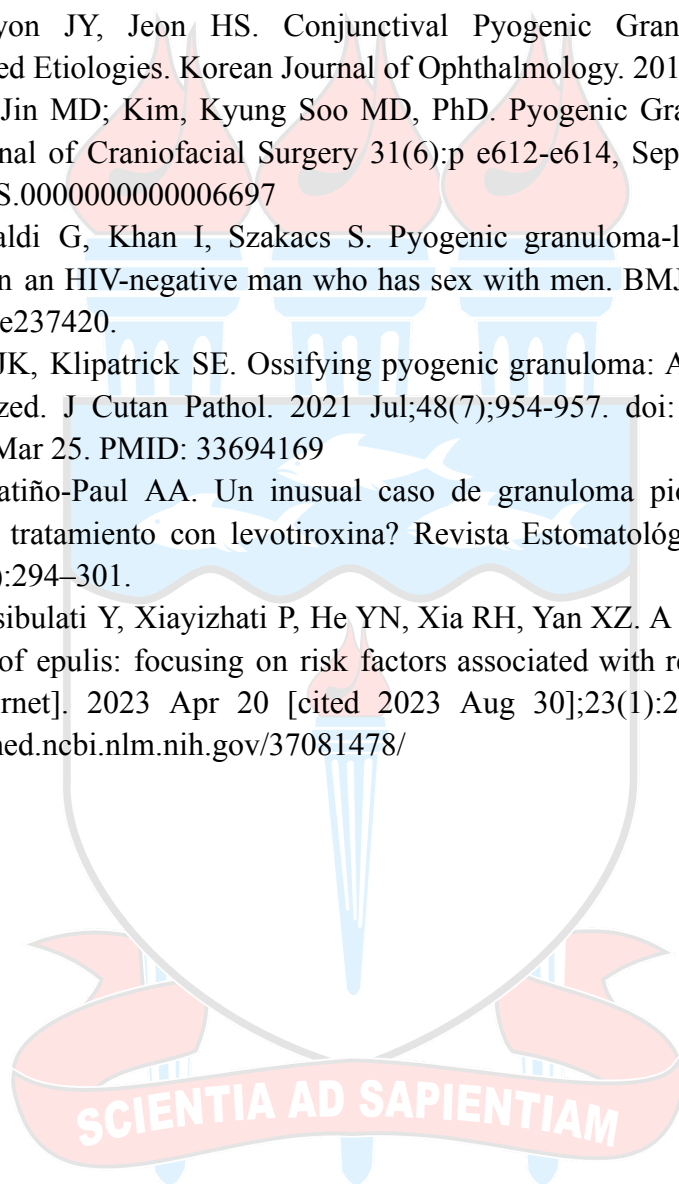 yon JY, Jeon HS. Conjunctival Pyogenic Gran
ed Etiologies. Korean Journal of Ophthalmology. 201
Jin MD; Kim, Kyung Soo MD, PhD. Pyogenic Gra
nal of Craniofacial Surgery 31(6):p e612-e614, Sep
S.0000000000006697
aldi G, Khan I, Szakacs S. Pyogenic granuloma-l
n an HIV-negative man who has sex with men. BMJ
e237420.
JK, Klipatrick SE. Ossifying pyogenic granuloma: A
zed. J Cutan Pathol. 2021 Jul;48(7);954-957. doi:
Mar 25. PMID: 33694169
atiño-Paul AA. Un inusual caso de granuloma pio
tratamiento con levotiroxina? Revista Estomatológ
):294–301.
sibulati Y, Xiayizhati P, He YN, Xia RH, Yan XZ. A
of epulis: focusing on risk factors associated with re
rnet]. 2023 Apr 20 [cited 2023 Aug 30];23(1):2
ned.ncbi.nlm.nih.gov/37081478/
SCIENTIA AD SAPIENTIAM